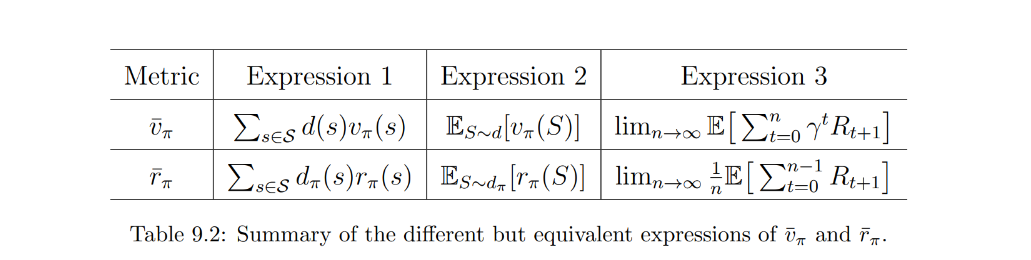 Metric Expression 1 Expression 2 Expression 3
v̄_π ∑_{s∈𝒮} d(s)v_π(s) 𝔼_{S∼d}[v_π(S)] lim_{n→∞} 𝔼[∑_{t=0}^{n} γ^t R_{t+1}]
r̄_π ∑_{s∈𝒮} d_π(s)r_π(s) 𝔼_{S∼d_π}[r_π(S)] lim_{n→∞} \frac{1}{n}𝔼[∑_{t=0}^{n−1} R_{t+1}]
Table 9.2: Summary of the different but equivalent expressions of v̄_π and r̄_π.